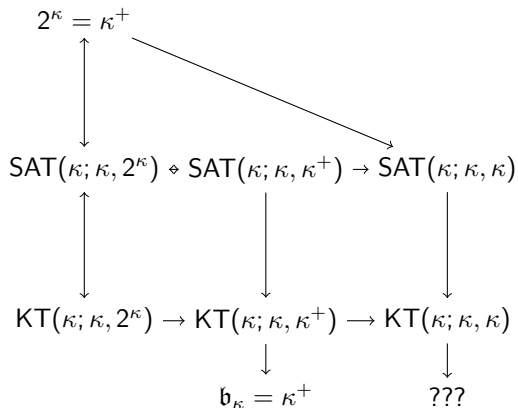 2^κ = κ^+
SAT(κ; κ, 2^κ) ↔ SAT(κ; κ, κ^+) → SAT(κ; κ, κ)
KT(κ; κ, 2^κ) → KT(κ; κ, κ^+) → KT(κ; κ, κ)
𝔟_κ = κ^+ ???